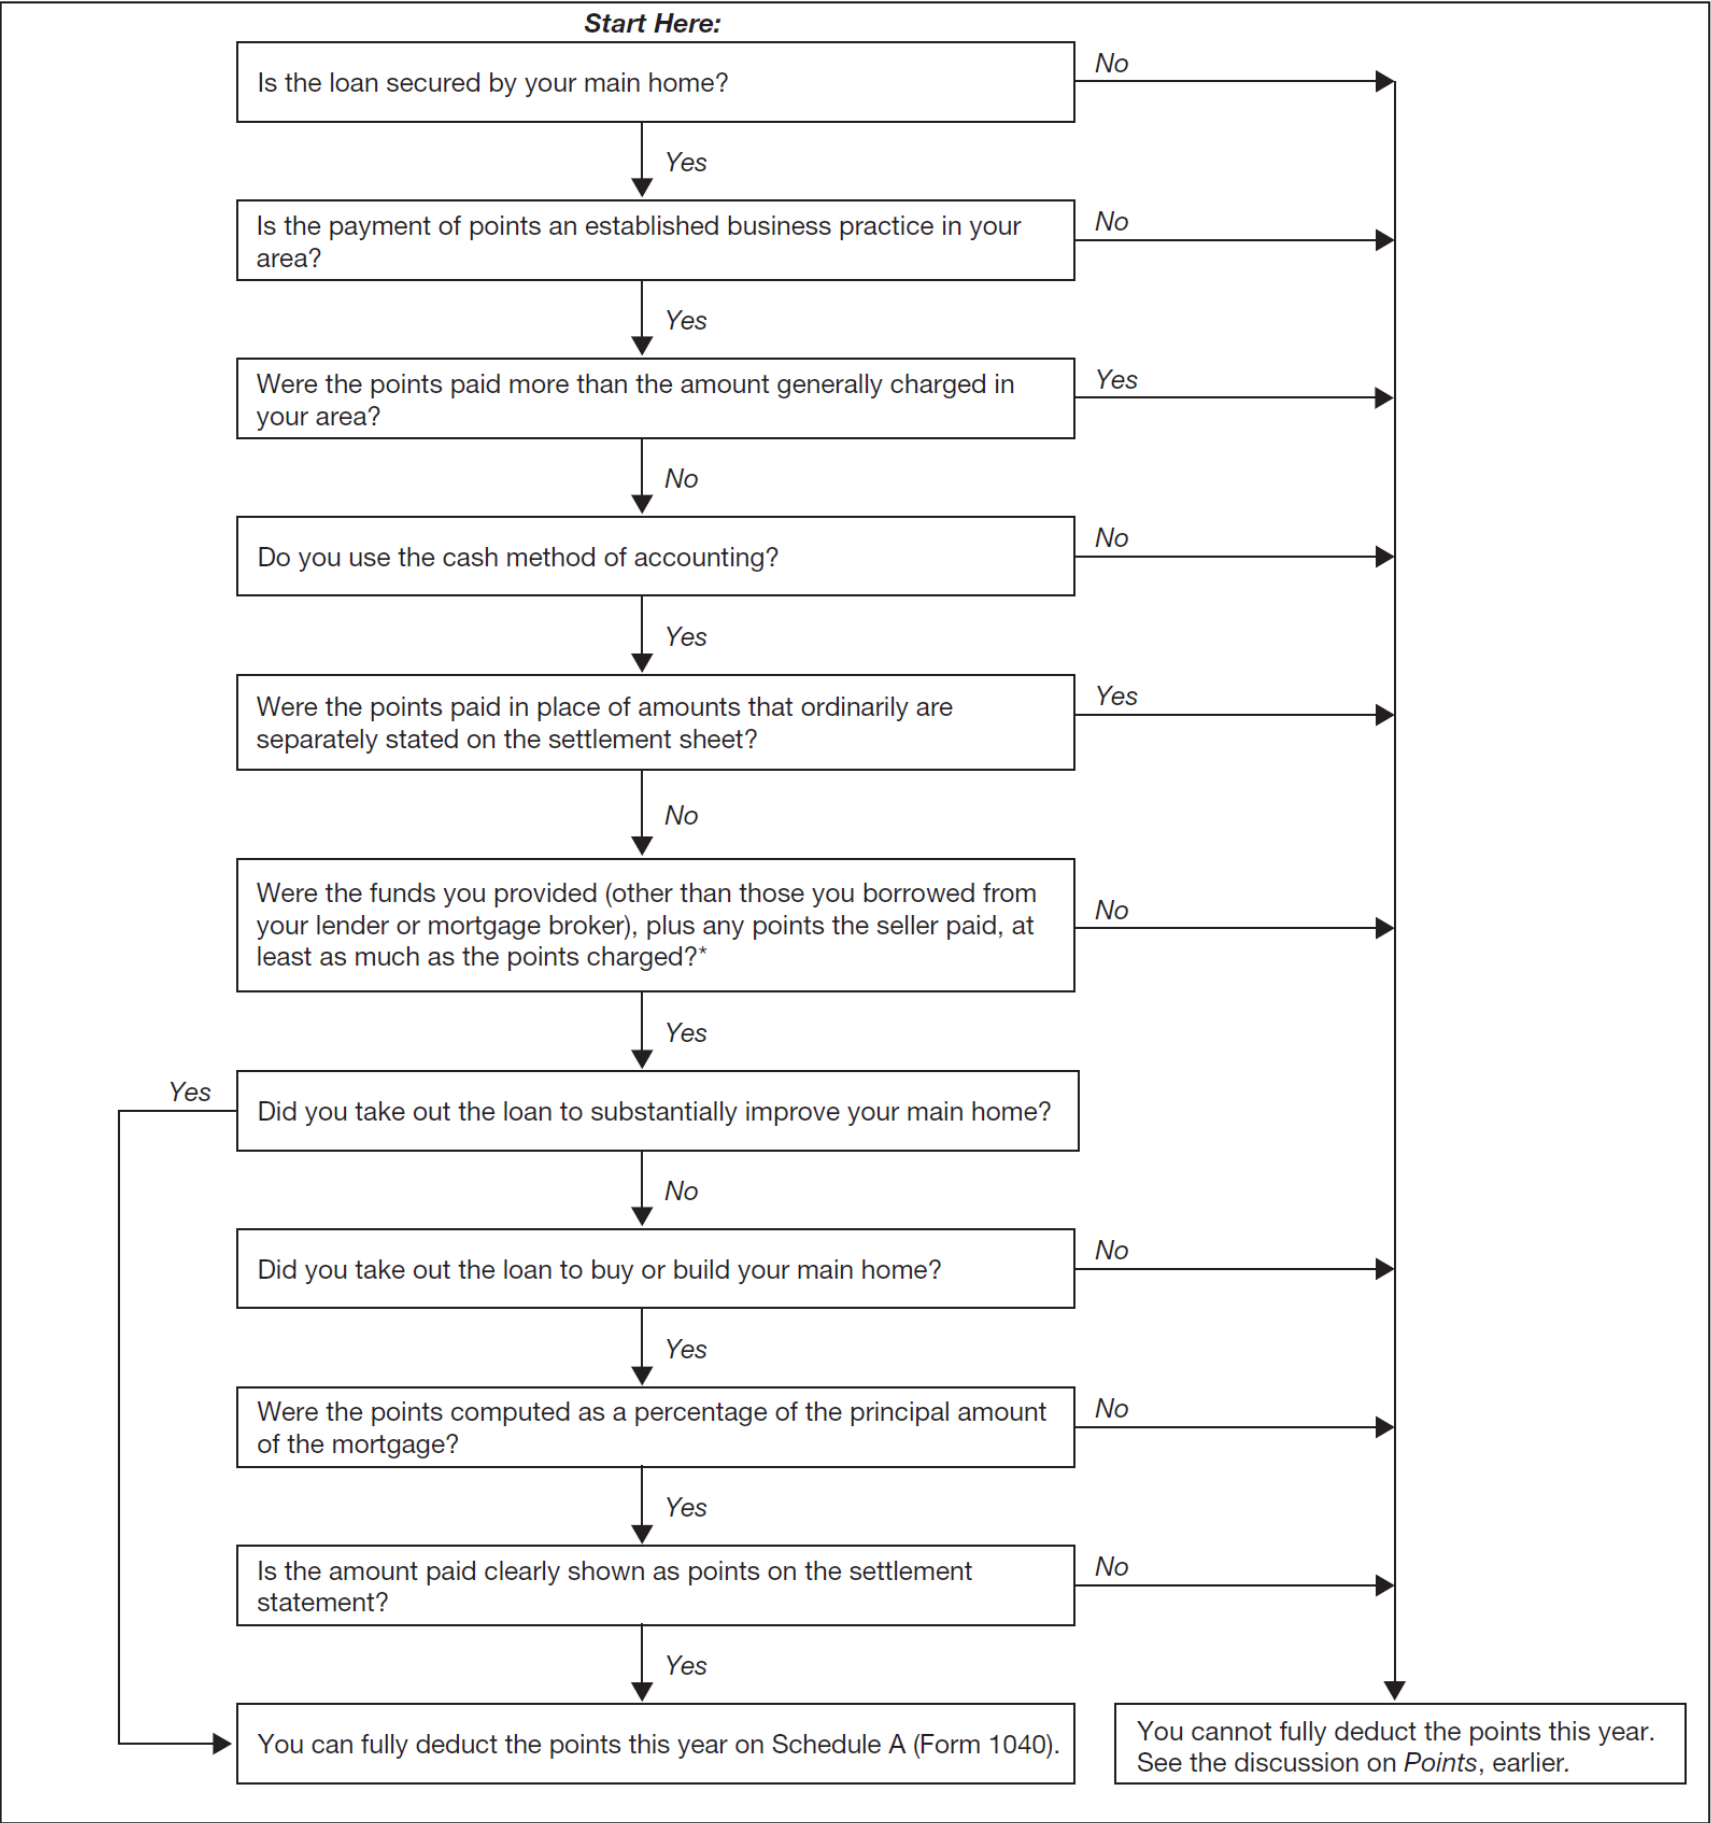 Start Here:
Is the loan secured by your main home?
No
Yes
Is the payment of points an established business practice in your
area?
No
Yes
Were the points paid more than the amount generally charged in
your area?
Yes
No
Do you use the cash method of accounting?
No
Yes
Were the points paid in place of amounts that ordinarily are
separately stated on the settlement sheet?
Yes
No
Were the funds you provided (other than those you borrowed from
your lender or mortgage broker), plus any points the seller paid, at
least as much as the points charged?*
No
Yes
Yes
Did you take out the loan to substantially improve your main home?
No
Did you take out the loan to buy or build your main home?
No
Yes
Were the points computed as a percentage of the principal amount
of the mortgage?
No
Yes
Is the amount paid clearly shown as points on the settlement
statement?
No
Yes
You can fully deduct the points this year on Schedule A (Form 1040).
You cannot fully deduct the points this year.
See the discussion on Points, earlier.